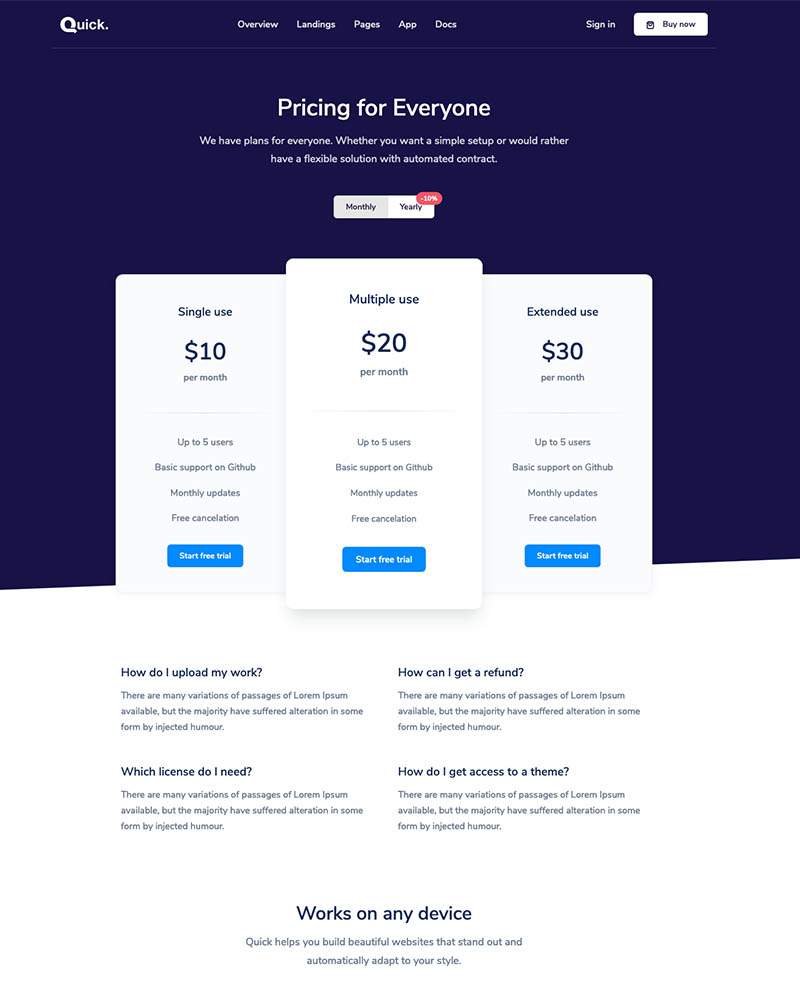 Quick.
Overview Landings Pages App Docs
Sign in Buy now
Pricing for Everyone
We have plans for everyone. Whether you want a simple setup or would rather
have a flexible solution with automated contract.
Monthly Yearly -10%
Single use
$10
per month
Up to 5 users
Basic support on Github
Monthly updates
Free cancelation
Start free trial
Multiple use
$20
per month
Up to 5 users
Basic support on Github
Monthly updates
Free cancelation
Start free trial
Extended use
$30
per month
Up to 5 users
Basic support on Github
Monthly updates
Free cancelation
Start free trial
How do I upload my work?
There are many variations of passages of Lorem Ipsum
available, but the majority have suffered alteration in some
form by injected humour.
How can I get a refund?
There are many variations of passages of Lorem Ipsum
available, but the majority have suffered alteration in some
form by injected humour.
Which license do I need?
There are many variations of passages of Lorem Ipsum
available, but the majority have suffered alteration in some
form by injected humour.
How do I get access to a theme?
There are many variations of passages of Lorem Ipsum
available, but the majority have suffered alteration in some
form by injected humour.
Works on any device
Quick helps you build beautiful websites that stand out and
automatically adapt to your style.